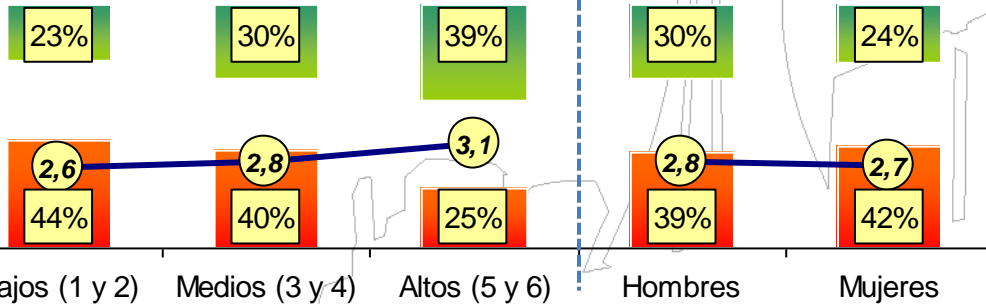 23% 30% 39% 30% 24%
2,6 2,8 3,1 2,8 2,7
44% 40% 25% 39% 42%
ajos (1 y 2) Medios (3 y 4) Altos (5 y 6) Hombres Mujeres